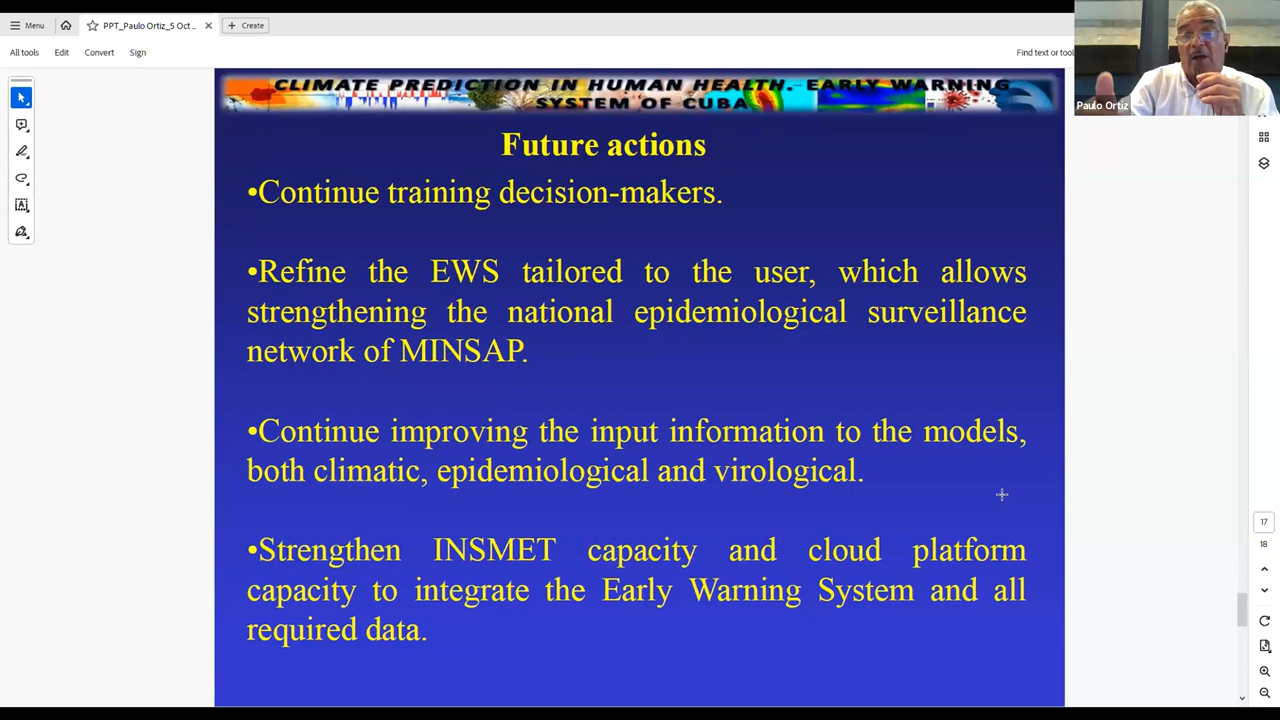 Menu
PPT_Paulo Ortiz_5 Oct ...
Create
All tools
Edit
Convert
Sign
Find text or tool
CLIMATE PREDICTION IN HUMAN HEALTH. EARLY WARNING
SYSTEM OF CUBA
Paulo Ortiz
Future actions
•Continue training decision-makers.
•Refine the EWS tailored to the user, which allows
strengthening the national epidemiological surveillance
network of MINSAP.
•Continue improving the input information to the models,
both climatic, epidemiological and virological.
•Strengthen INSMET capacity and cloud platform
capacity to integrate the Early Warning System and all
required data.
17
18